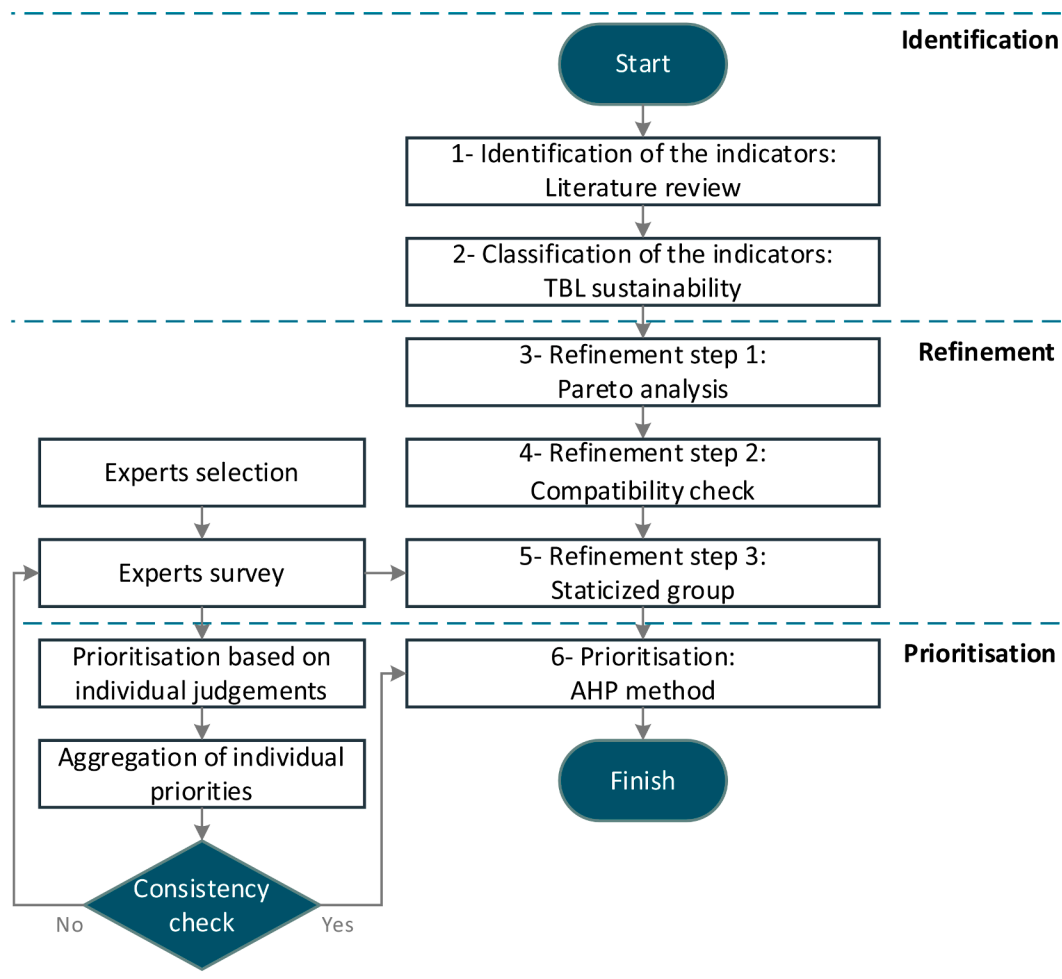 Identification
Start
1- Identification of the indicators:
Literature review
2- Classification of the indicators:
TBL sustainability
Refinement
3- Refinement step 1:
Pareto analysis
Experts selection
4- Refinement step 2:
Compatibility check
Experts survey
5- Refinement step 3:
Staticized group
Prioritisation
Prioritisation based on
individual judgements
6- Prioritisation:
AHP method
Aggregation of individual
priorities
Finish
Consistency
check
No
Yes